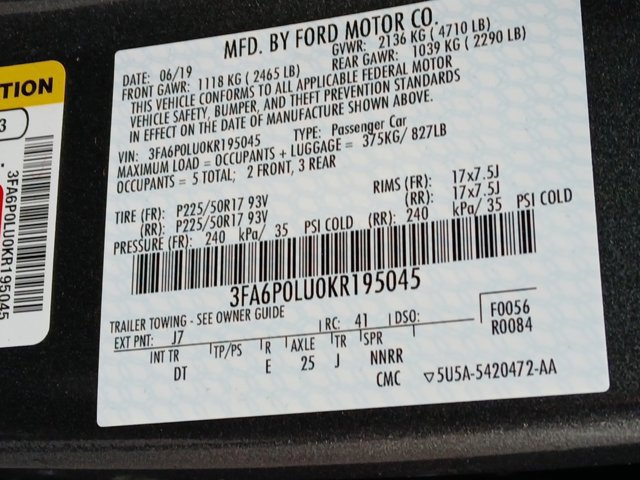 MFD. BY FORD MOTOR CO.
DATE: 06/19 GVWR: 2136 KG ( 4710 LB)
FRONT GAWR: 1118 KG ( 2465 LB) REAR GAWR: 1039 KG ( 2290 LB)
THIS VEHICLE CONFORMS TO ALL APPLICABLE FEDERAL MOTOR
VEHICLE SAFETY, BUMPER, AND THEFT PREVENTION STANDARDS
IN EFFECT ON THE DATE OF MANUFACTURE SHOWN ABOVE.
VIN: 3FA6P0LU0KR195045 TYPE: Passenger Car
MAXIMUM LOAD = OCCUPANTS + LUGGAGE = 375KG/ 827LB
OCCUPANTS = 5 TOTAL; 2 FRONT, 3 REAR
TIRE (FR): P225/50R17 93V RIMS (FR): 17x7.5J
(RR): P225/50R17 93V (RR): 17x7.5J
PRESSURE (FR): 240 kPa/ 35 PSI COLD (RR): 240 kPa/ 35 PSI COLD
3FA6P0LU0KR195045
TRAILER TOWING - SEE OWNER GUIDE
EXT PNT: J7 RC: 41 DSO: F0056
R0084
INT TR TP/PS R AXLE TR SPR
DT E 25 J NNRR
CMC ▽5U5A-5420472-AA
TION
3
3FA6P0LU0KR195045